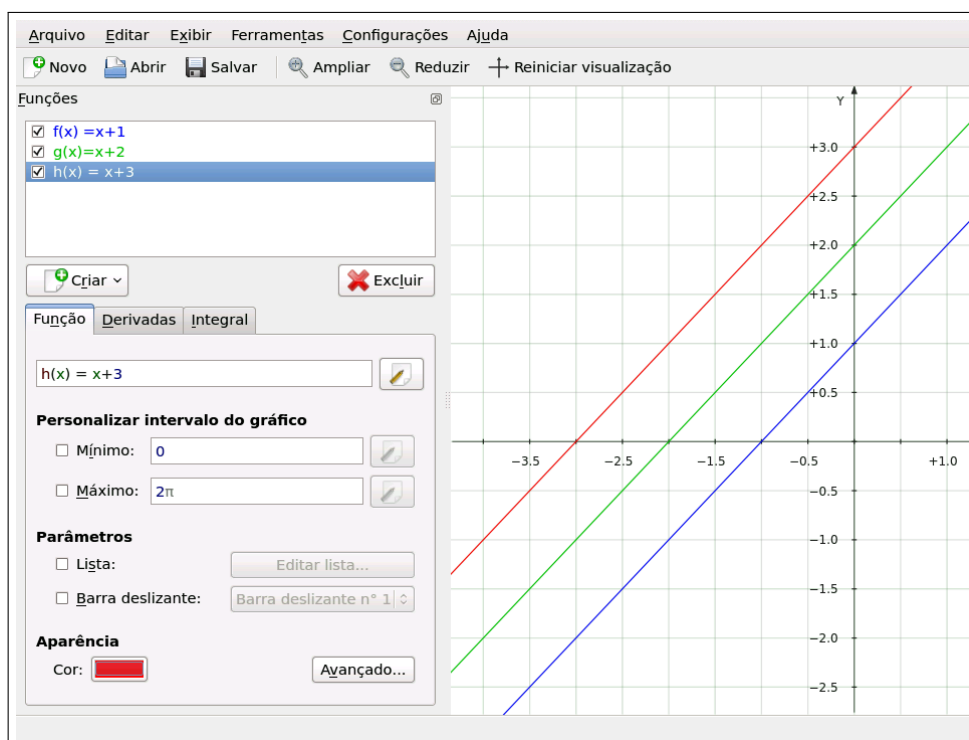 Arquivo Editar Exibir Ferramentas Configurações Ajuda
Novo Abrir Salvar Ampliar Reduzir Reiniciar visualização
Funções
f(x) =x+1
g(x)=x+2
h(x) = x+3
Criar Excluir
Função Derivadas Integral
h(x) = x+3
Personalizar intervalo do gráfico
Mínimo: 0
Máximo: 2π
Parâmetros
Lista: Editar lista...
Barra deslizante: Barra deslizante n° 1
Aparência
Cor: Avançado...
Y
+3.0
+2.5
+2.0
+1.5
+1.0
+0.5
−3.5 −2.5 −1.5 −0.5 +1.0
−0.5
−1.0
−1.5
−2.0
−2.5